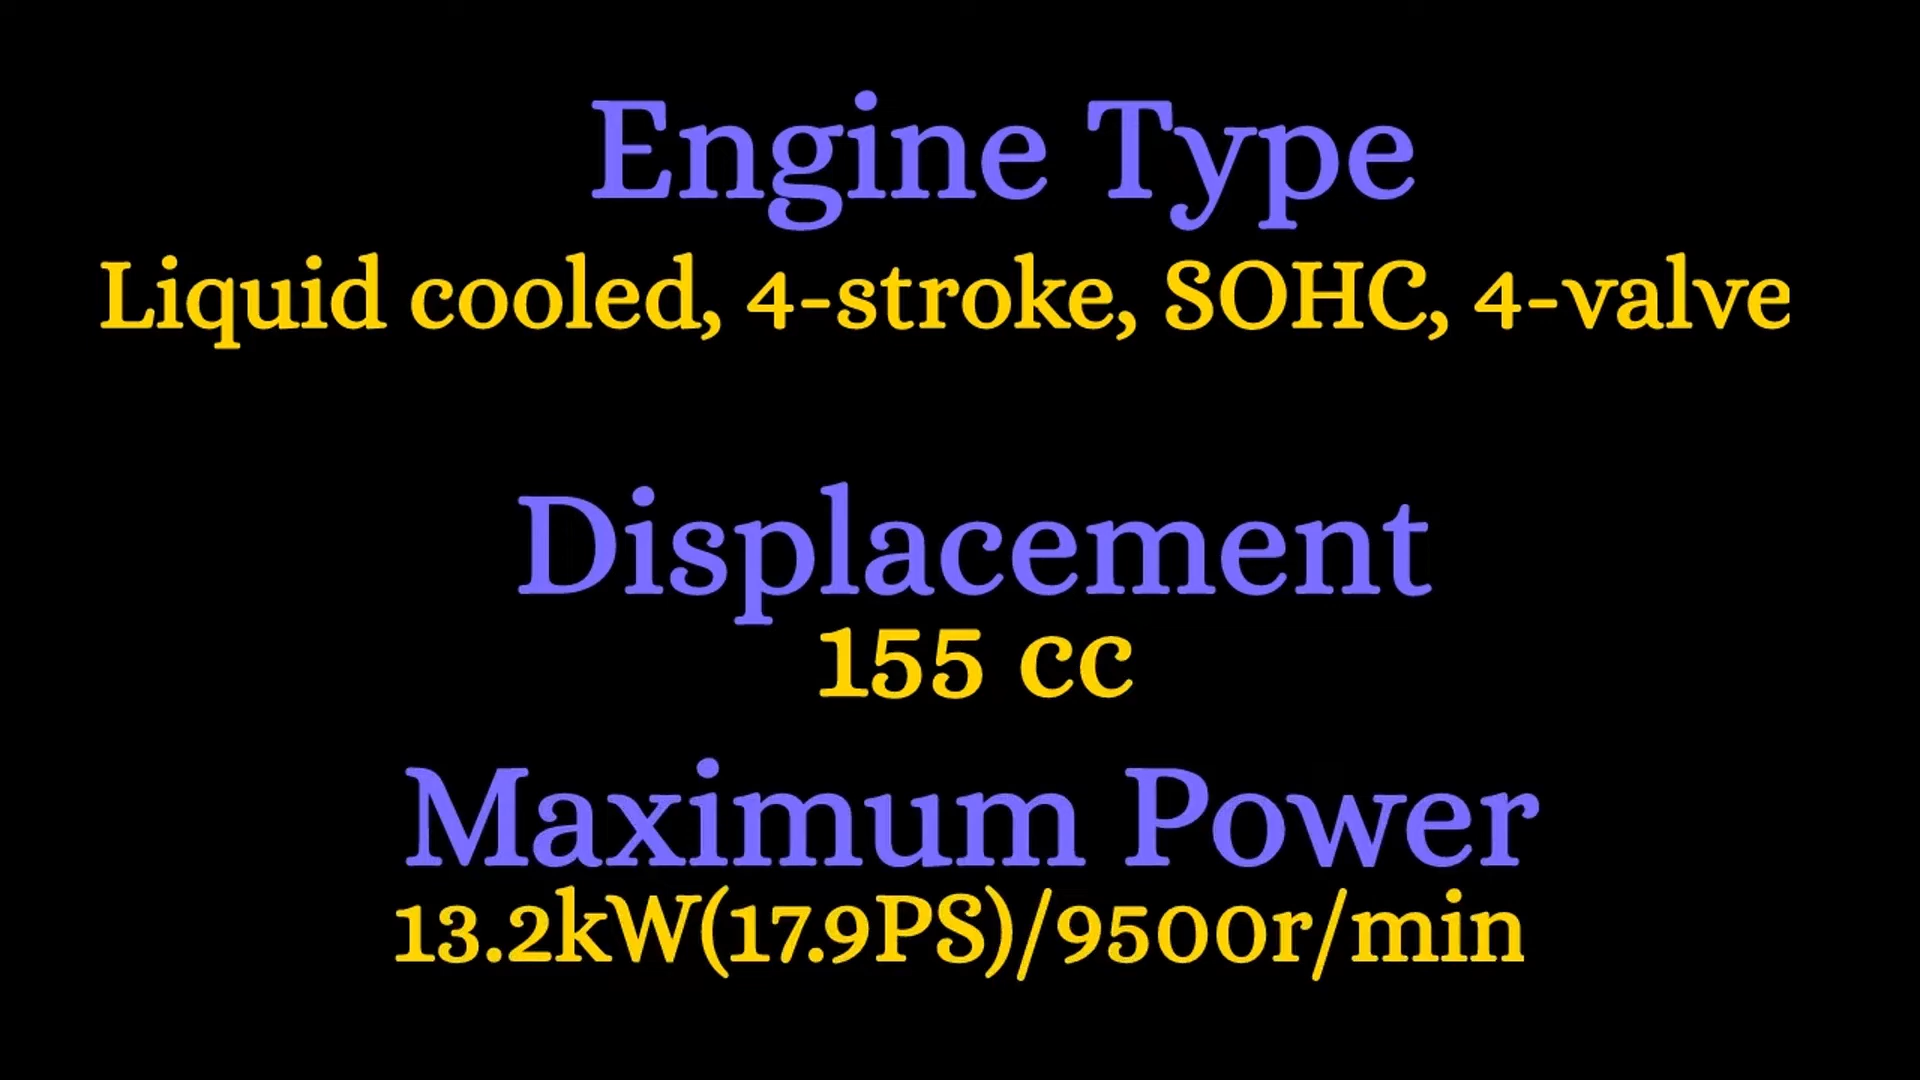 Engine Type
Liquid cooled, 4-stroke, SOHC, 4-valve
Displacement
155 cc
Maximum Power
13.2kW(17.9PS)/9500r/min